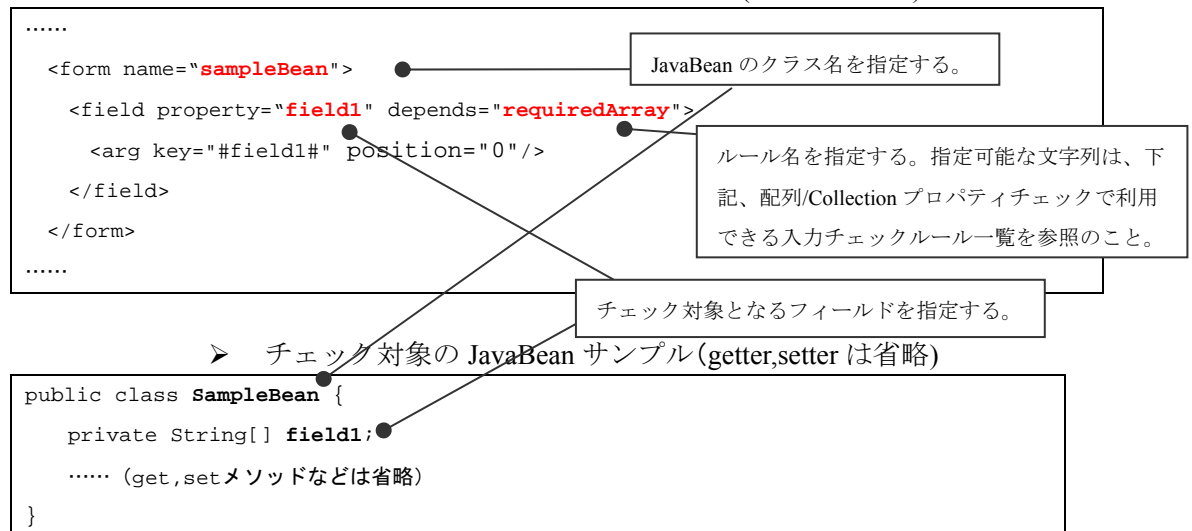 ……
<form name="sampleBean">
JavaBean のクラス名を指定する。
<field property="field1" depends="requiredArray">
<arg key="#field1#" position="0"/>
</field>
</form>
……
ルール名を指定する。指定可能な文字列は、下
記、配列/Collection プロパティチェックで利用
できる入力チェックルール一覧を参照のこと。
チェック対象となるフィールドを指定する。
➢ チェック対象の JavaBean サンプル(getter,setter は省略)
public class SampleBean {
private String[] field1;
……（get,setメソッドなどは省略）
}